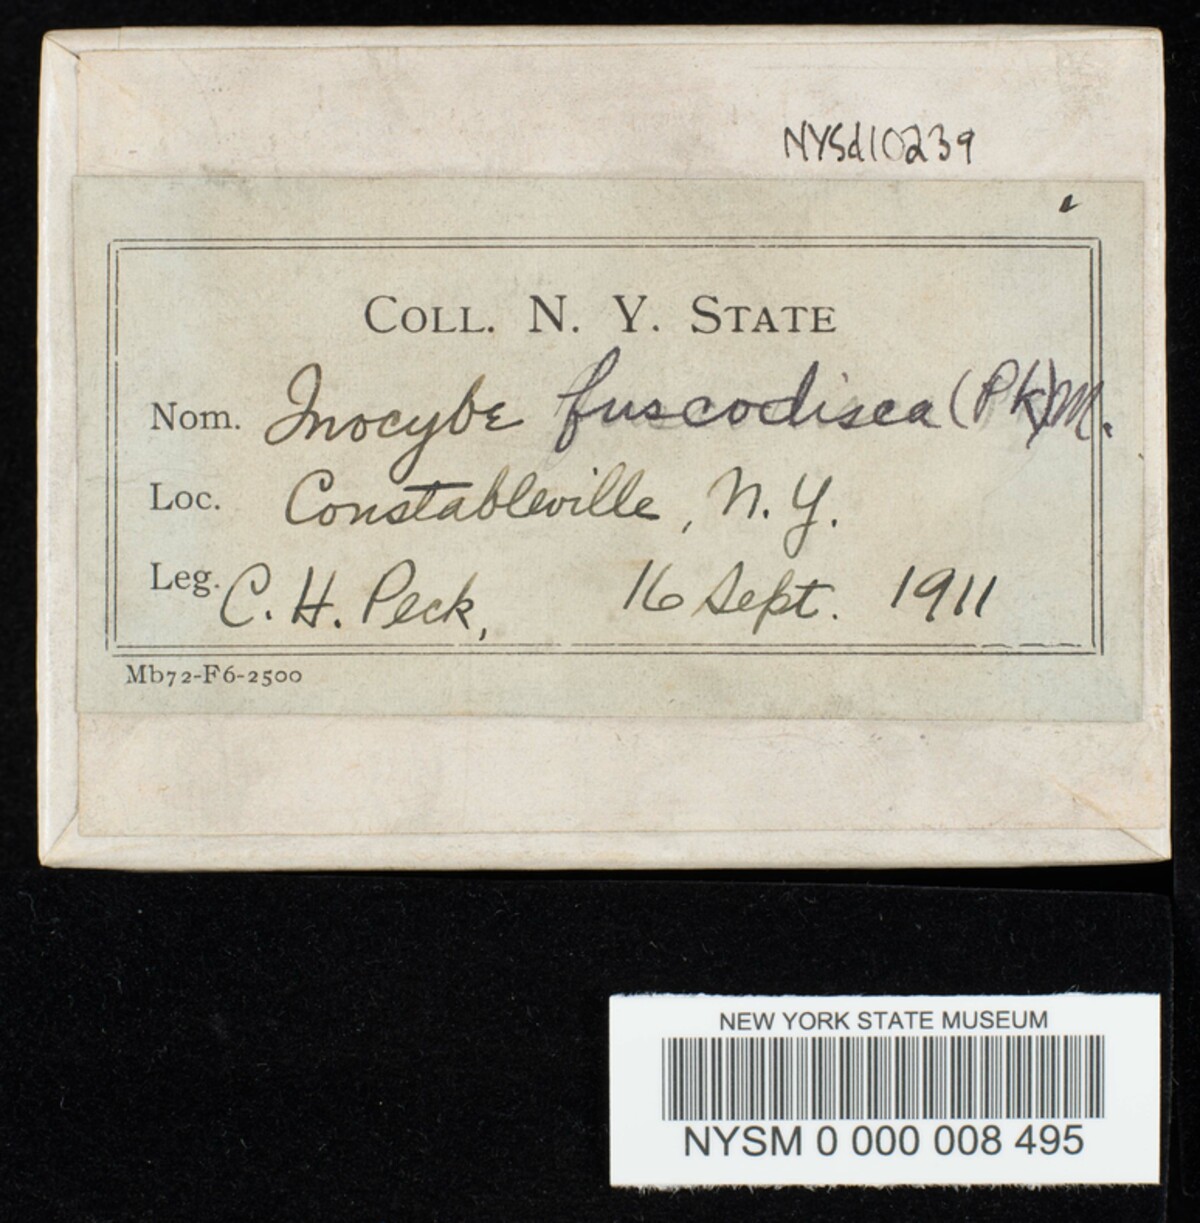 NYSd10239
COLL. N. Y. STATE
Nom. Inocybe fuscodisca (Pk) M.
Loc. Constableville, N.Y.
Leg. C. H. Peck, 16 Sept. 1911
Mb72-F6-2500
NEW YORK STATE MUSEUM
NYSM 0 000 008 495